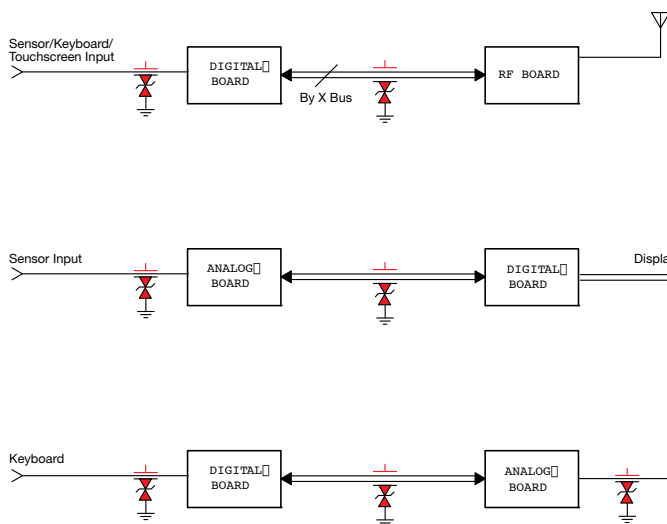 Sensor/Keyboard/
Touchscreen Input
DIGITAL
BOARD
By X Bus
RF BOARD
Sensor Input
ANALOG
BOARD
DIGITAL
BOARD
Displa
Keyboard
DIGITAL
BOARD
ANALOG
BOARD